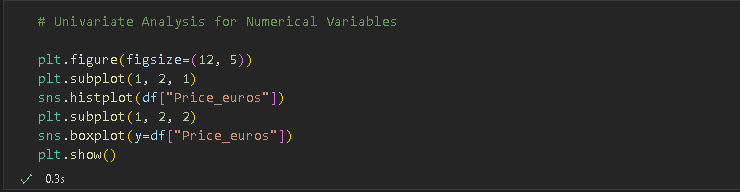 # Univariate Analysis for Numerical Variables
plt.figure(figsize=(12, 5))
plt.subplot(1, 2, 1)
sns.histplot(df["Price_euros"])
plt.subplot(1, 2, 2)
sns.boxplot(y=df["Price_euros"])
plt.show()
0.3s